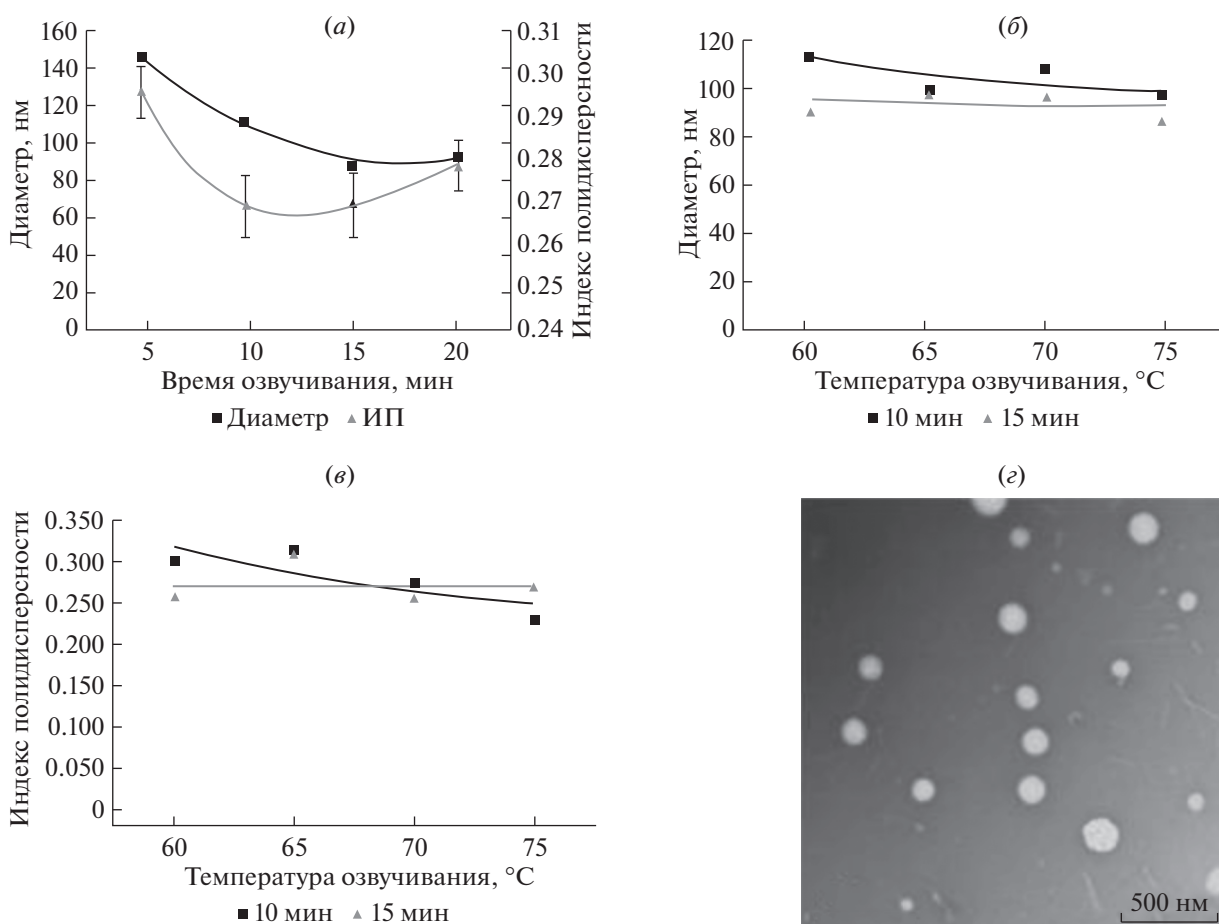 (а)
Диаметр, нм
160
140
120
100
80
60
40
20
0
0.31
0.30
0.29
0.28
0.27
0.26
0.25
0.24
Индекс полидисперсности
5 10 15 20
Время озвучивания, мин
Диаметр ИП
(б)
Диаметр, нм
120
100
80
60
40
20
0
60 65 70 75
Температура озвучивания, °С
10 мин 15 мин
(в)
Индекс полидисперсности
0.350
0.300
0.250
0.200
0.150
0.100
0.050
0
60 65 70 75
Температура озвучивания, °С
10 мин 15 мин
(г)
500 нм